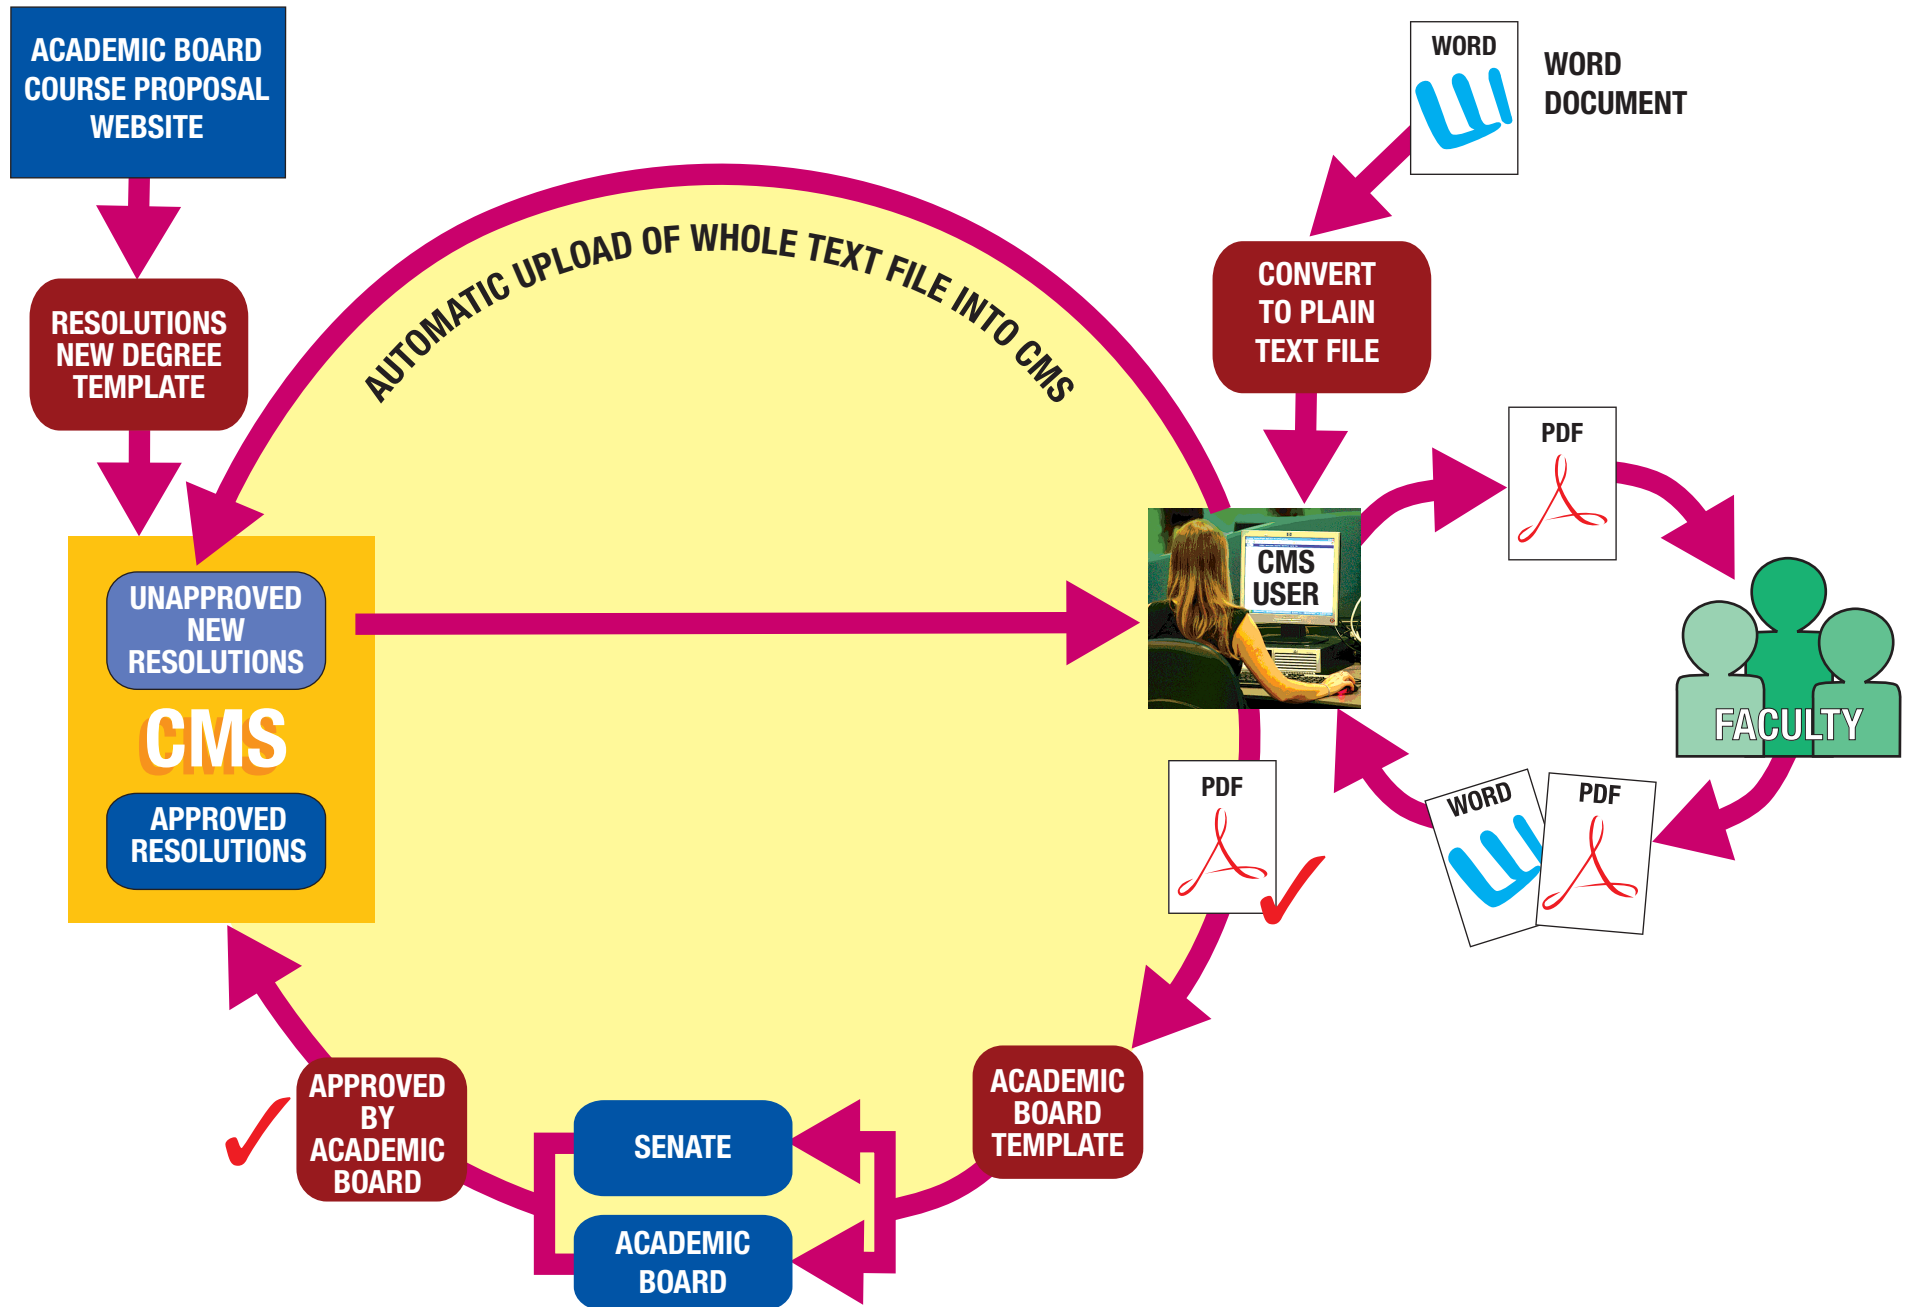 ACADEMIC BOARD
COURSE PROPOSAL
WEBSITE
WORD
WORD
DOCUMENT
AUTOMATIC UPLOAD OF WHOLE TEXT FILE INTO CMS
CONVERT
TO PLAIN
TEXT FILE
RESOLUTIONS
NEW DEGREE
TEMPLATE
PDF
CMS
USER
UNAPPROVED
NEW
RESOLUTIONS
CMS
APPROVED
RESOLUTIONS
FACULTY
PDF
WORD
PDF
APPROVED
BY
ACADEMIC
BOARD
SENATE
ACADEMIC
BOARD
ACADEMIC
BOARD
TEMPLATE